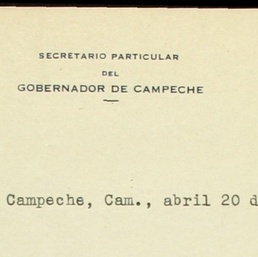 SECRETARIO PARTICULAR
DEL
GOBERNADOR DE CAMPECHE
Campeche, Cam., abril 20 d